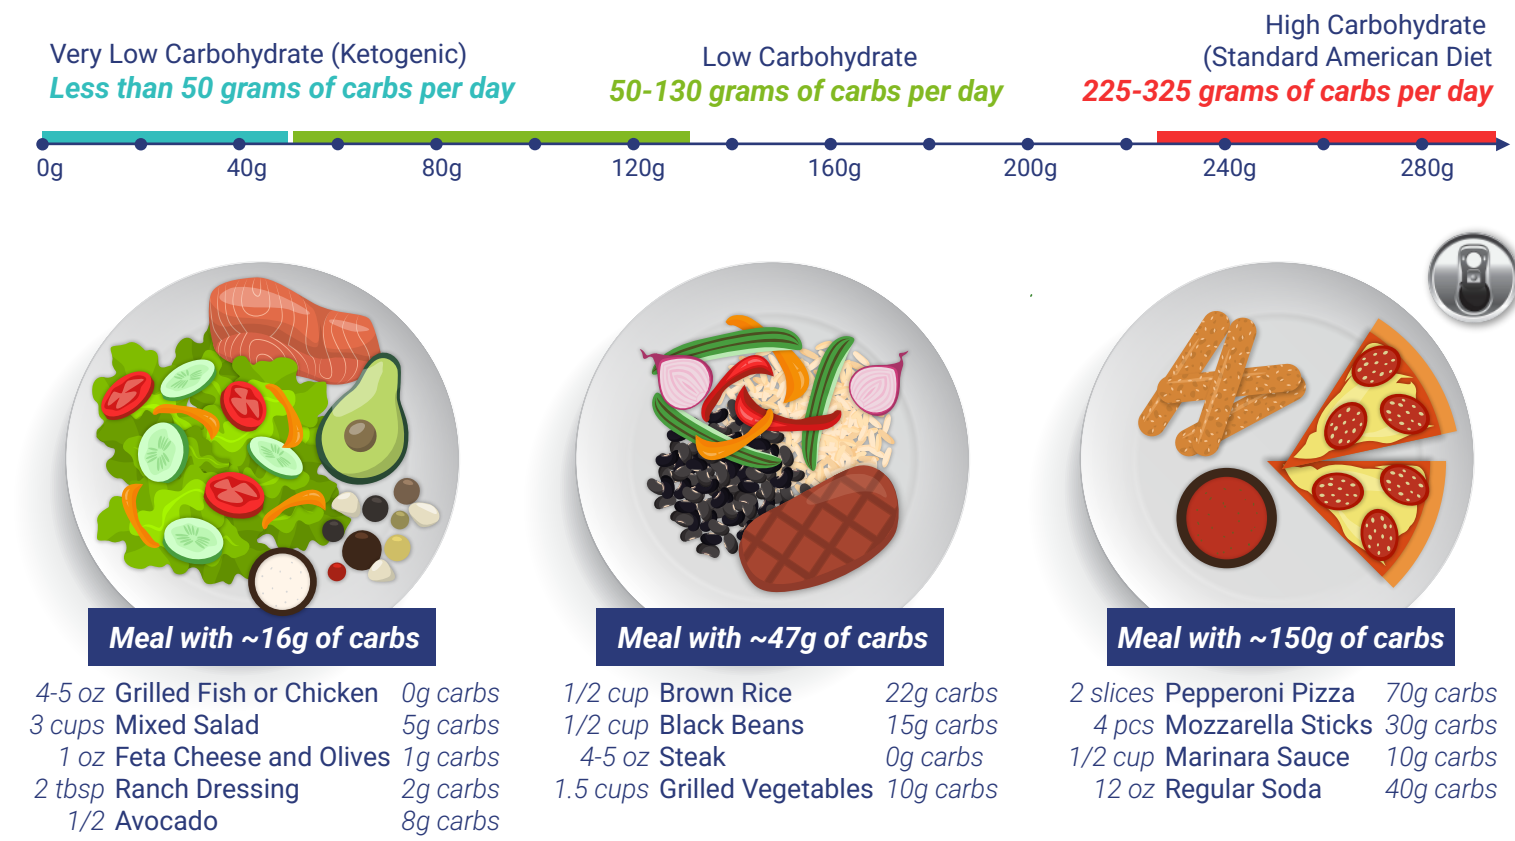 Very Low Carbohydrate (Ketogenic)
Less than 50 grams of carbs per day
Low Carbohydrate
50-130 grams of carbs per day
High Carbohydrate
(Standard American Diet
225-325 grams of carbs per day
0g 40g 80g 120g 160g 200g 240g 280g
Meal with ~16g of carbs
4-5 oz Grilled Fish or Chicken 0g carbs
3 cups Mixed Salad 5g carbs
1 oz Feta Cheese and Olives 1g carbs
2 tbsp Ranch Dressing 2g carbs
1/2 Avocado 8g carbs
Meal with ~47g of carbs
1/2 cup Brown Rice 22g carbs
1/2 cup Black Beans 15g carbs
4-5 oz Steak 0g carbs
1.5 cups Grilled Vegetables 10g carbs
Meal with ~150g of carbs
2 slices Pepperoni Pizza 70g carbs
4 pcs Mozzarella Sticks 30g carbs
1/2 cup Marinara Sauce 10g carbs
12 oz Regular Soda 40g carbs